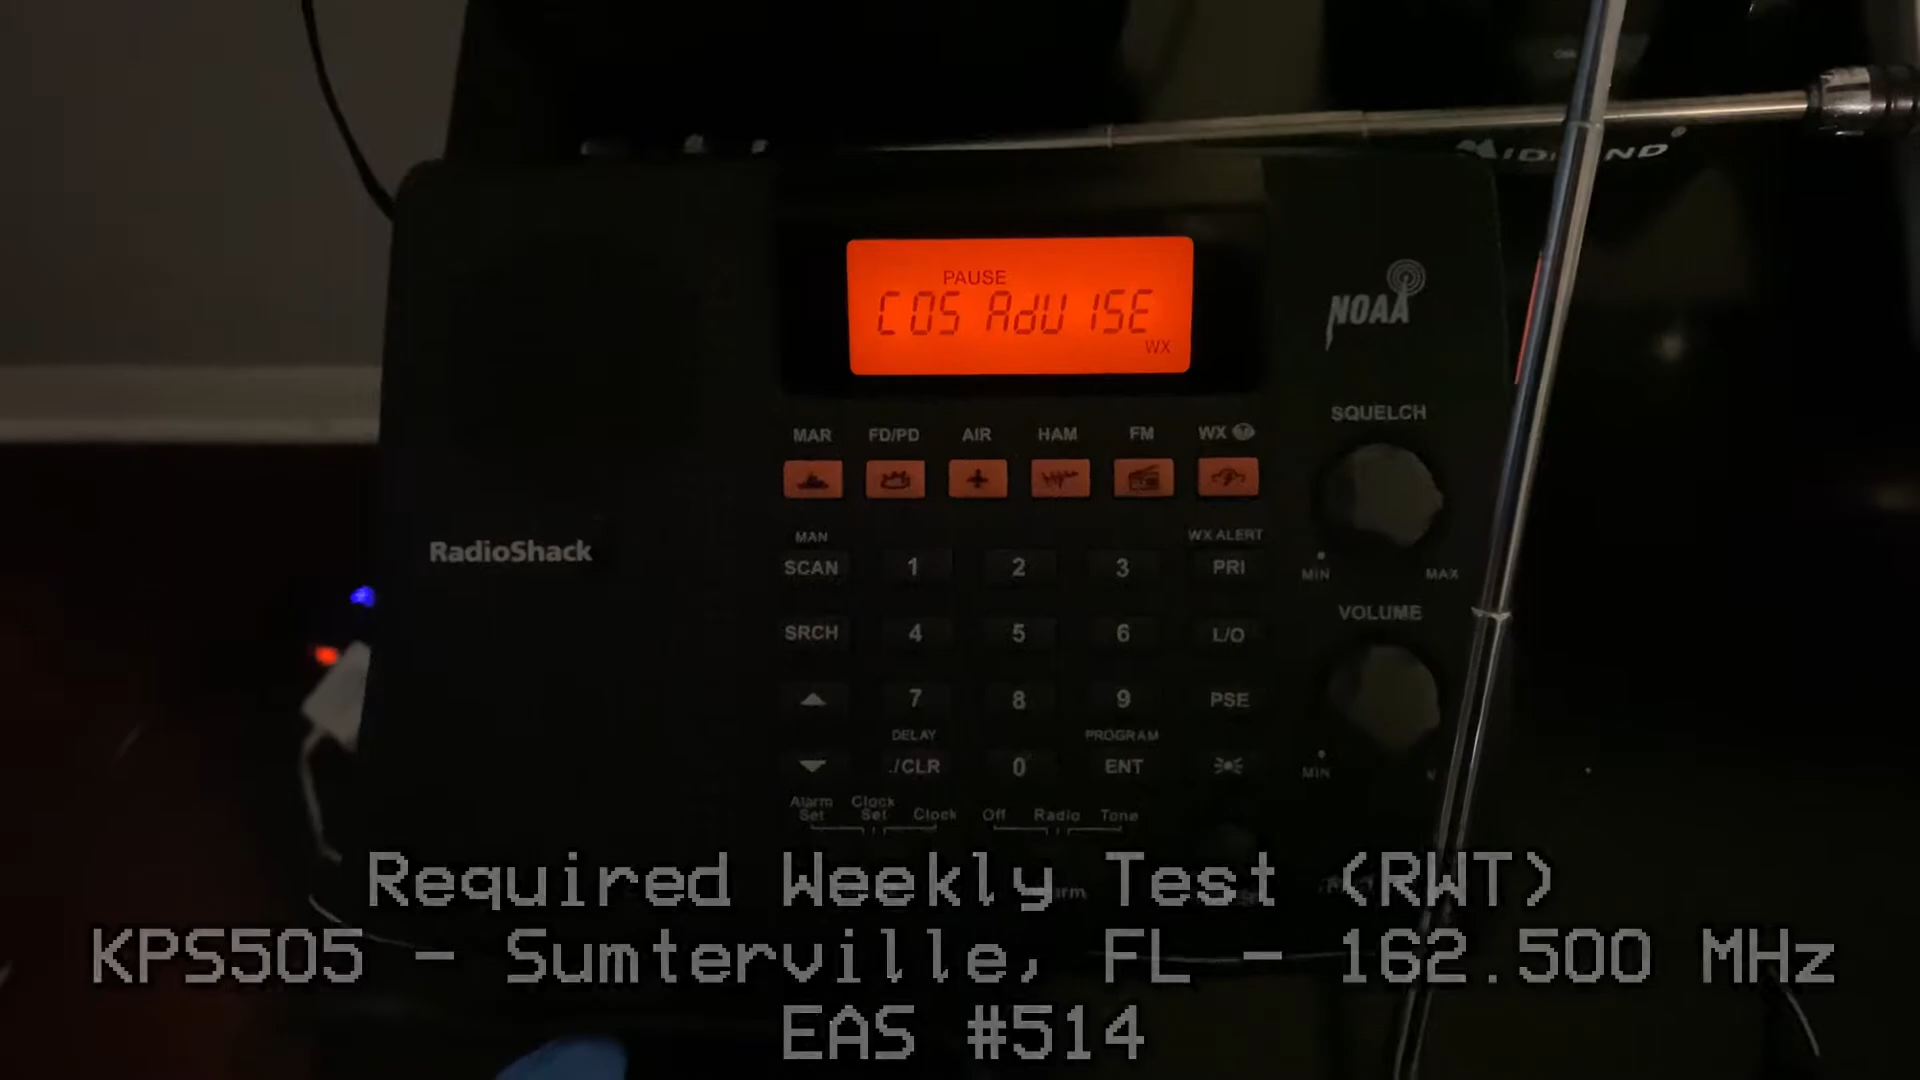 MIDLAND
PAUSE
COS AdVISE
WX
NOAA
SQUELCH
MAR FD/PD AIR HAM FM WX
RadioShack
MAN WX ALERT
SCAN 1 2 3 PRI
MIN MAX
VOLUME
SRCH 4 5 6 L/O
7 8 9 PSE
DELAY PROGRAM
./CLR 0 ENT
MIN
Alarm Set Clock Set Clock Off Radio Tone
Required Weekly Test (RWT)
KPS505 - Sumterville, FL - 162.500 MHz
EAS #514